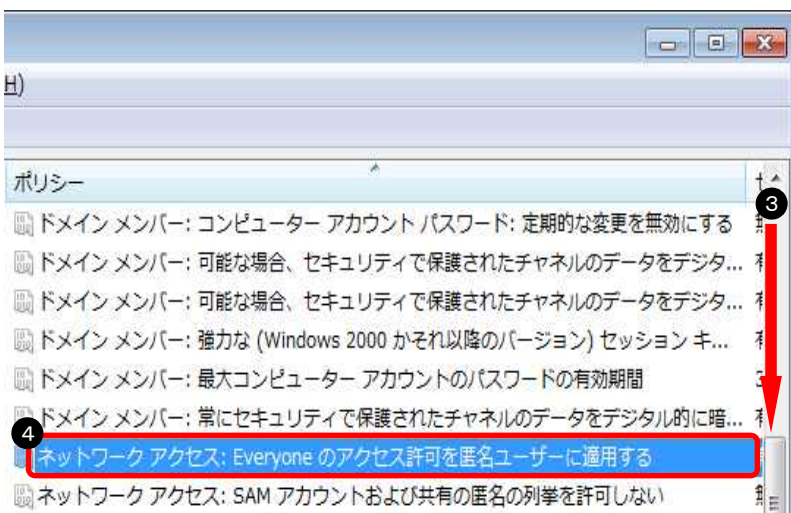 H)
ポリシー
❸
ドメイン メンバー: コンピューター アカウント パスワード: 定期的な変更を無効にする
ドメイン メンバー: 可能な場合、セキュリティで保護されたチャネルのデータをデジタ... 有
ドメイン メンバー: 可能な場合、セキュリティで保護されたチャネルのデータをデジタ... 有
ドメイン メンバー: 強力な (Windows 2000 かそれ以降のバージョン) セッション キ... 有
ドメイン メンバー: 最大コンピューター アカウントのパスワードの有効期間
ドメイン メンバー: 常にセキュリティで保護されたチャネルのデータをデジタル的に暗... 有
❹
ネットワーク アクセス: Everyone のアクセス許可を匿名ユーザーに適用する
ネットワーク アクセス: SAM アカウントおよび共有の匿名の列挙を許可しない